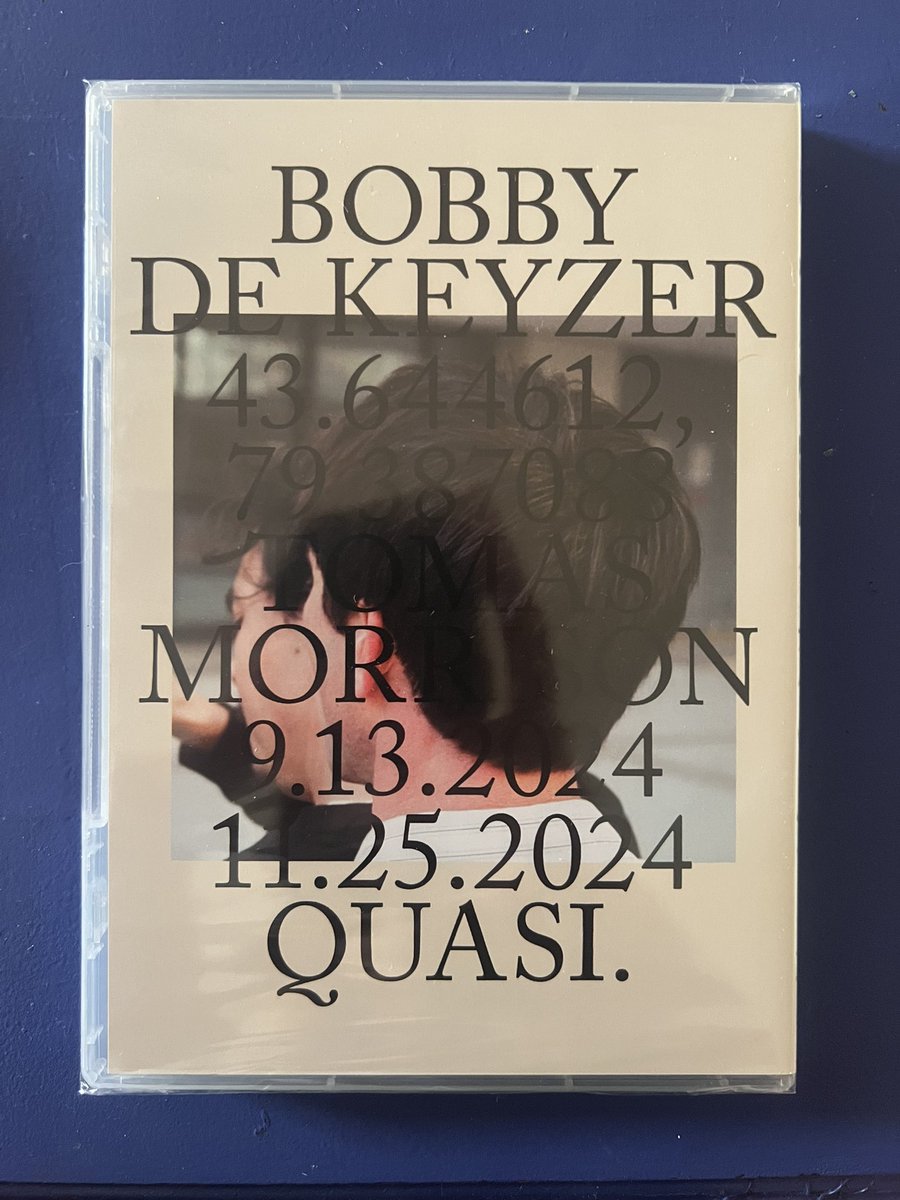 BOBBY
DE KEYZER
43.644612,
79.387083
TOMAS
MORRISON
9.13.2024
11.25.2024
QUASI.